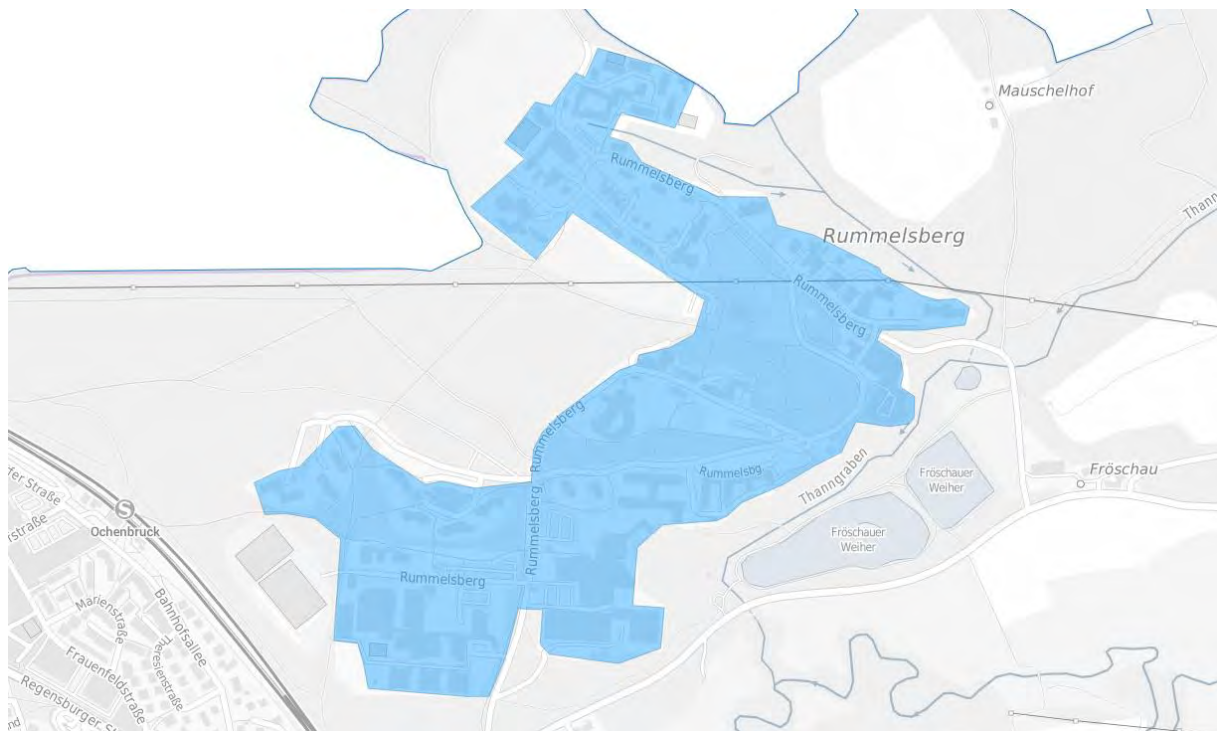 Mauschelhof
Rummelsberg
Thann
Rummelsberg
Rummelsberg
Rummelsberg
Rummelsbg
Fröschau
Fröschauer
Weiher
Thanngraben
Rummelsberg
Fröschauer
Weiher
S
Ochenbruck
Rummelsberg
Bahnhofsallee
Marienstraße
Theresienstraße
Frauenfeldstraße
Regensburger St